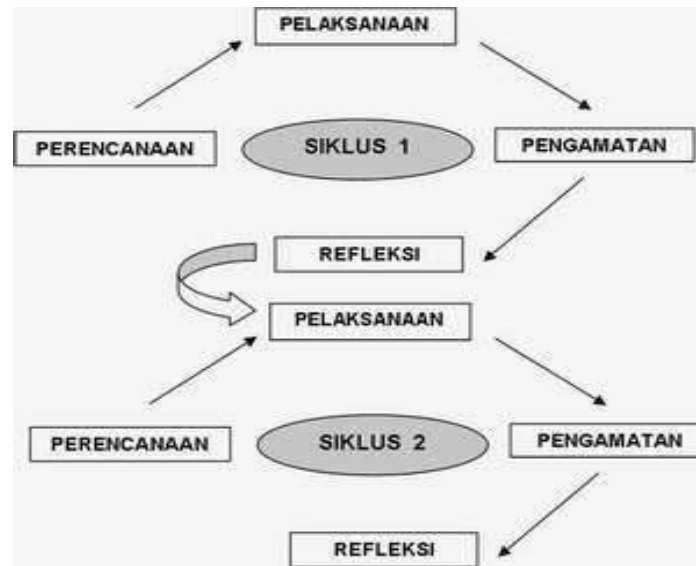 PELAKSANAAN
PERENCANAAN
SIKLUS 1
PENGAMATAN
REFLEKSI
PELAKSANAAN
PERENCANAAN
SIKLUS 2
PENGAMATAN
REFLEKSI